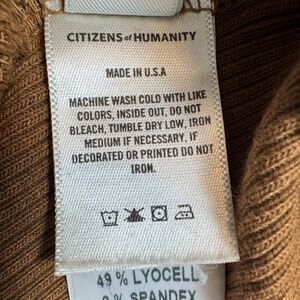 CITIZENS of HUMANITY
MADE IN U.S.A
MACHINE WASH COLD WITH LIKE
COLORS, INSIDE OUT, DO NOT
BLEACH, TUMBLE DRY LOW, IRON
MEDIUM IF NECESSARY, IF
DECORATED OR PRINTED DO NOT
IRON.
49 % LYOCELL
% SPANDEX